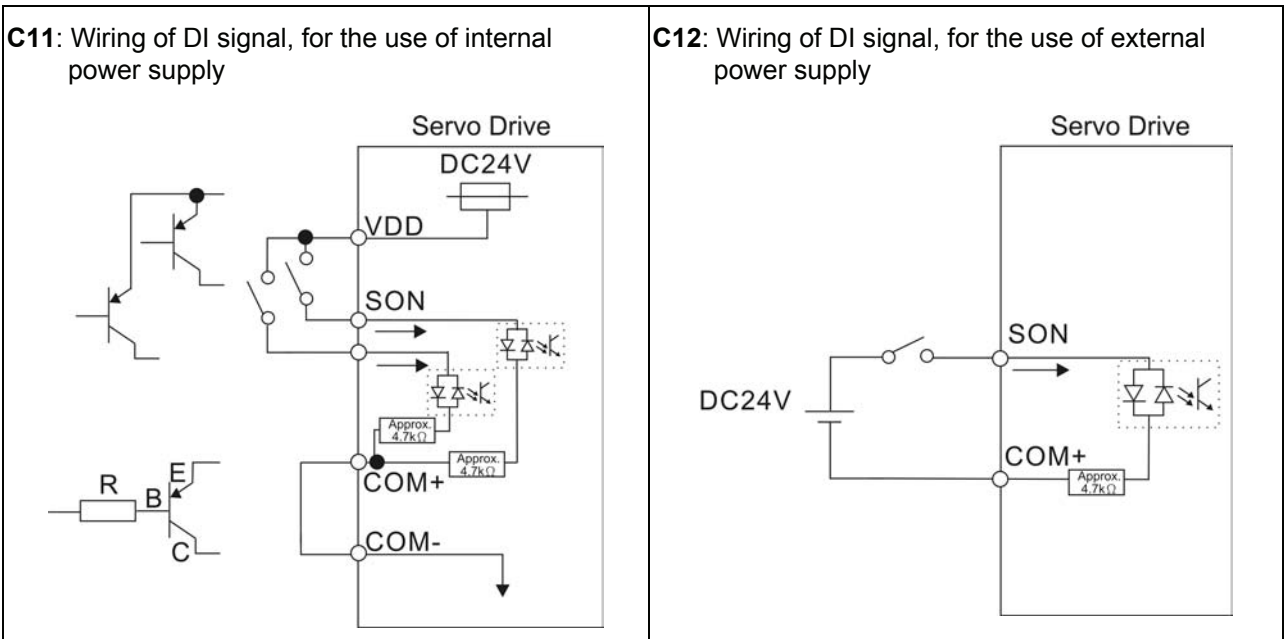 C11: Wiring of DI signal, for the use of internal
power supply
Servo Drive
DC24V
VDD
SON
Approx.
4.7kΩ
Approx.
4.7kΩ
COM+
COM-
R
B
E
C
C12: Wiring of DI signal, for the use of external
power supply
Servo Drive
SON
DC24V
COM+
Approx.
4.7kΩ